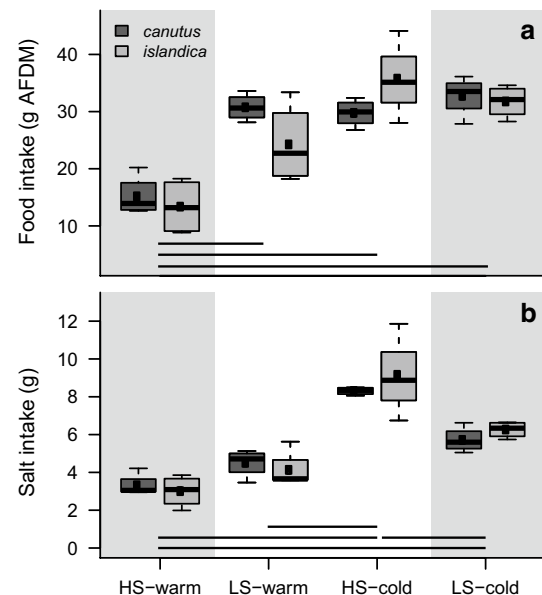 canutus
islandica
a
Food intake (g AFDM)
40
30
20
10
b
Salt intake (g)
12
10
8
6
4
2
0
HS−warm LS−warm HS−cold LS−cold